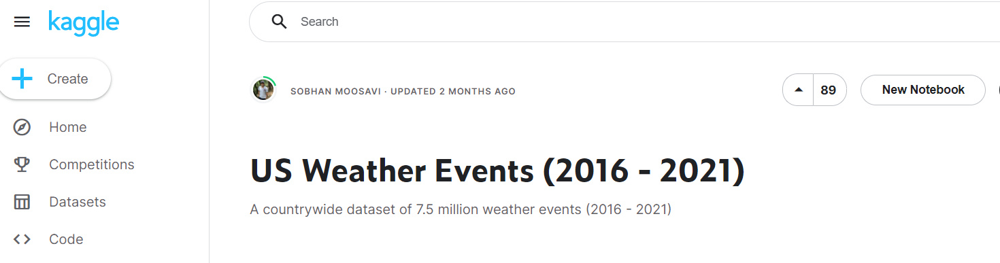 kaggle
Search
Create
SOBHAN MOOSAVI · UPDATED 2 MONTHS AGO
89
New Notebook
Home
Competitions
Datasets
Code
US Weather Events (2016 - 2021)
A countrywide dataset of 7.5 million weather events (2016 - 2021)